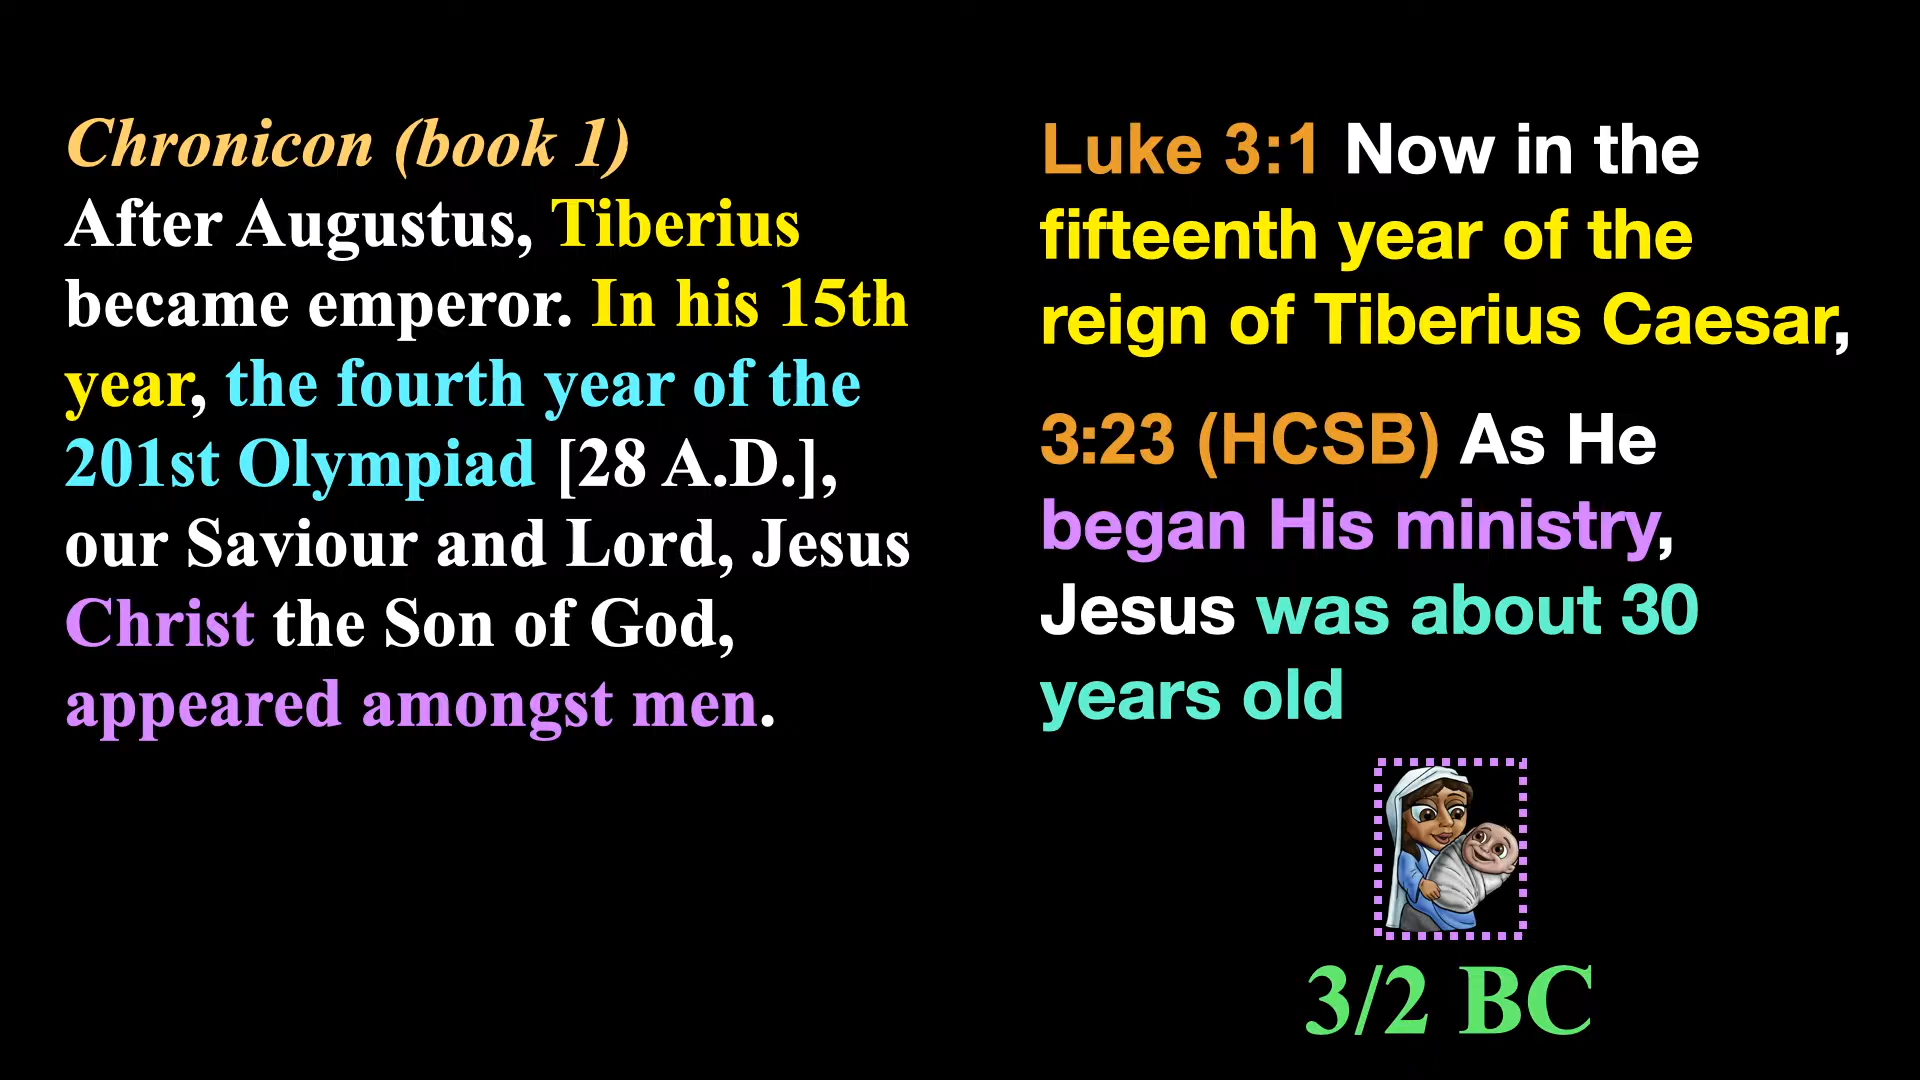 Chronicon (book 1)
After Augustus, Tiberius
became emperor. In his 15th
year, the fourth year of the
201st Olympiad [28 A.D.],
our Saviour and Lord, Jesus
Christ the Son of God,
appeared amongst men.
Luke 3:1 Now in the
fifteenth year of the
reign of Tiberius Caesar,
3:23 (HCSB) As He
began His ministry,
Jesus was about 30
years old
3/2 BC